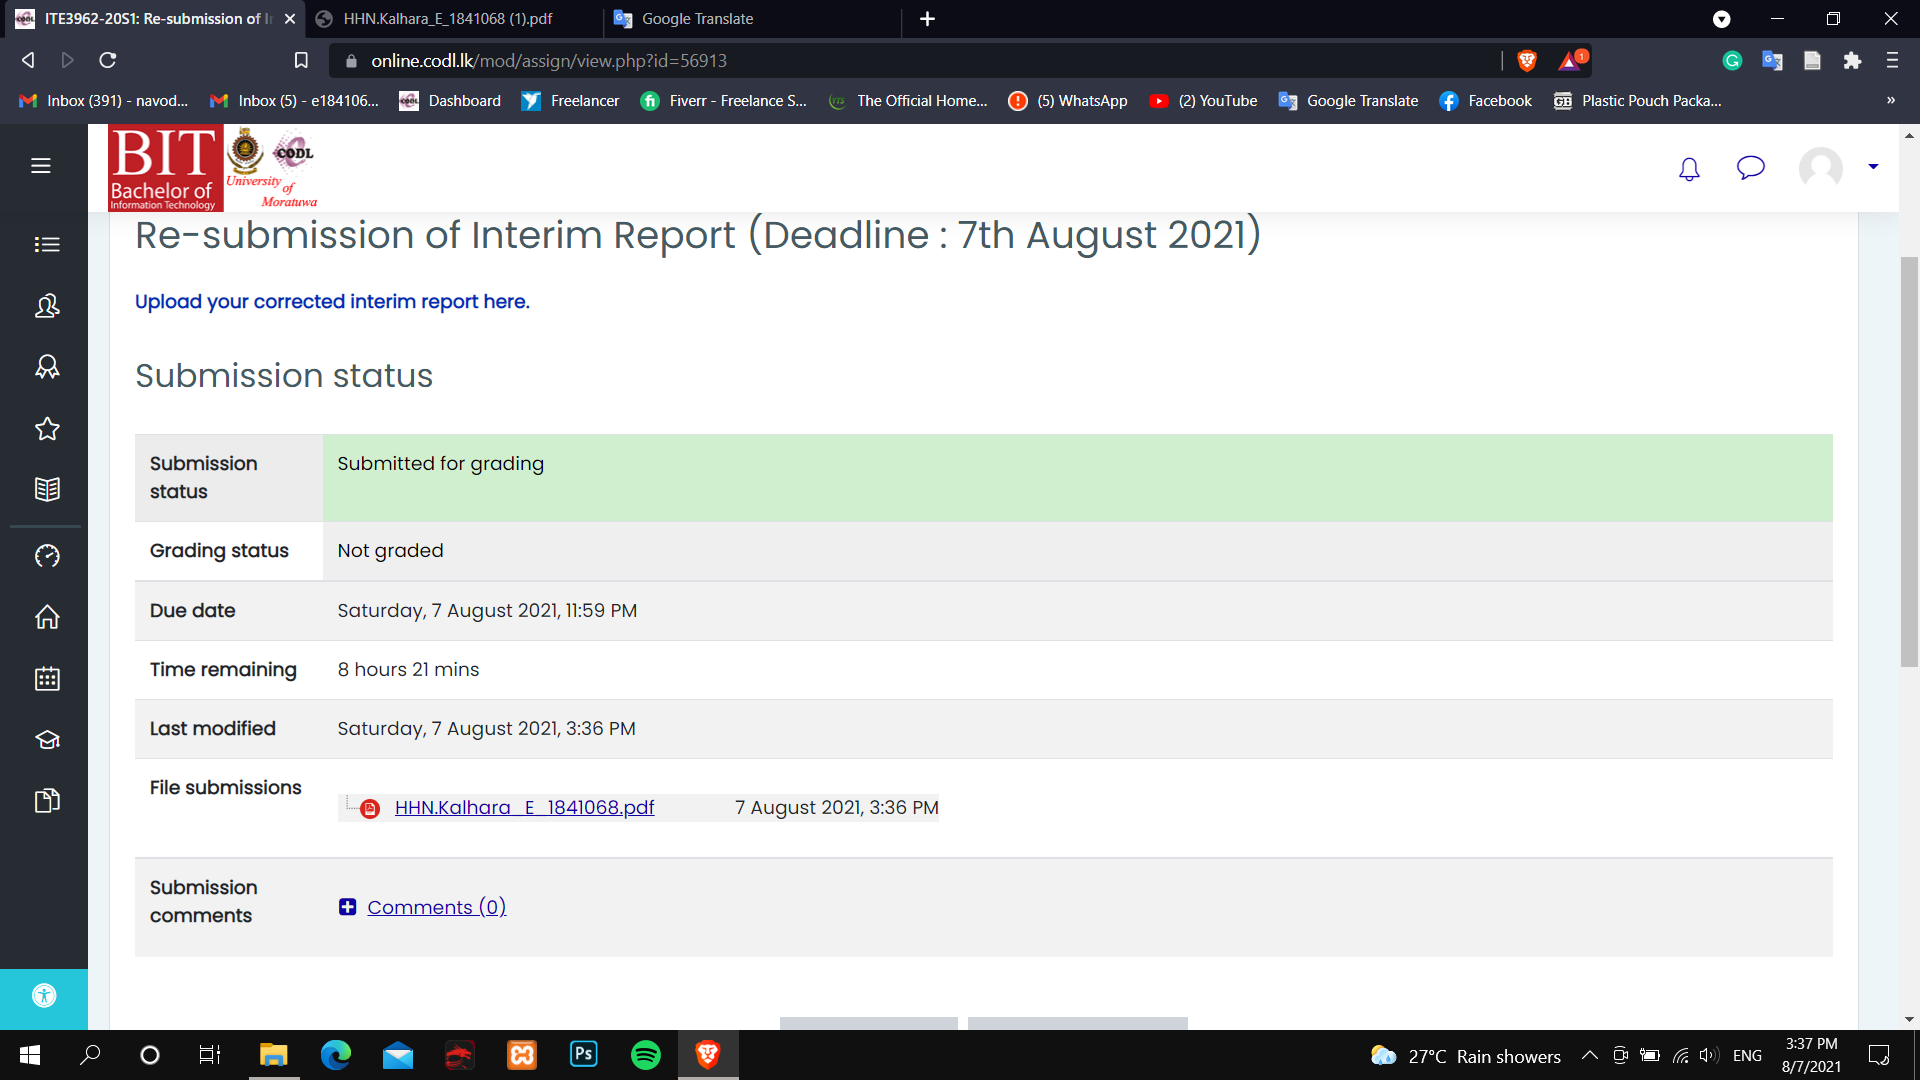 ITE3962-20S1: Re-submission of I
HHN.Kalhara_E_1841068 (1).pdf
Google Translate
online.codl.lk/mod/assign/view.php?id=56913
1
Inbox (391) - navod...
Inbox (5) - e184106...
Dashboard
Freelancer
Fiverr - Freelance S...
The Official Home...
(5) WhatsApp
(2) YouTube
Google Translate
Facebook
Plastic Pouch Packa...
»
BIT
Bachelor of
Information Technology
CODL
University of
Moratuwa
Re-submission of Interim Report (Deadline : 7th August 2021)
Upload your corrected interim report here.
Submission status
Submission status
Submitted for grading
Grading status
Not graded
Due date
Saturday, 7 August 2021, 11:59 PM
Time remaining
8 hours 21 mins
Last modified
Saturday, 7 August 2021, 3:36 PM
File submissions
HHN.Kalhara_E_1841068.pdf
7 August 2021, 3:36 PM
Submission comments
Comments (0)
Ps
27°C Rain showers
ENG
3:37 PM
8/7/2021